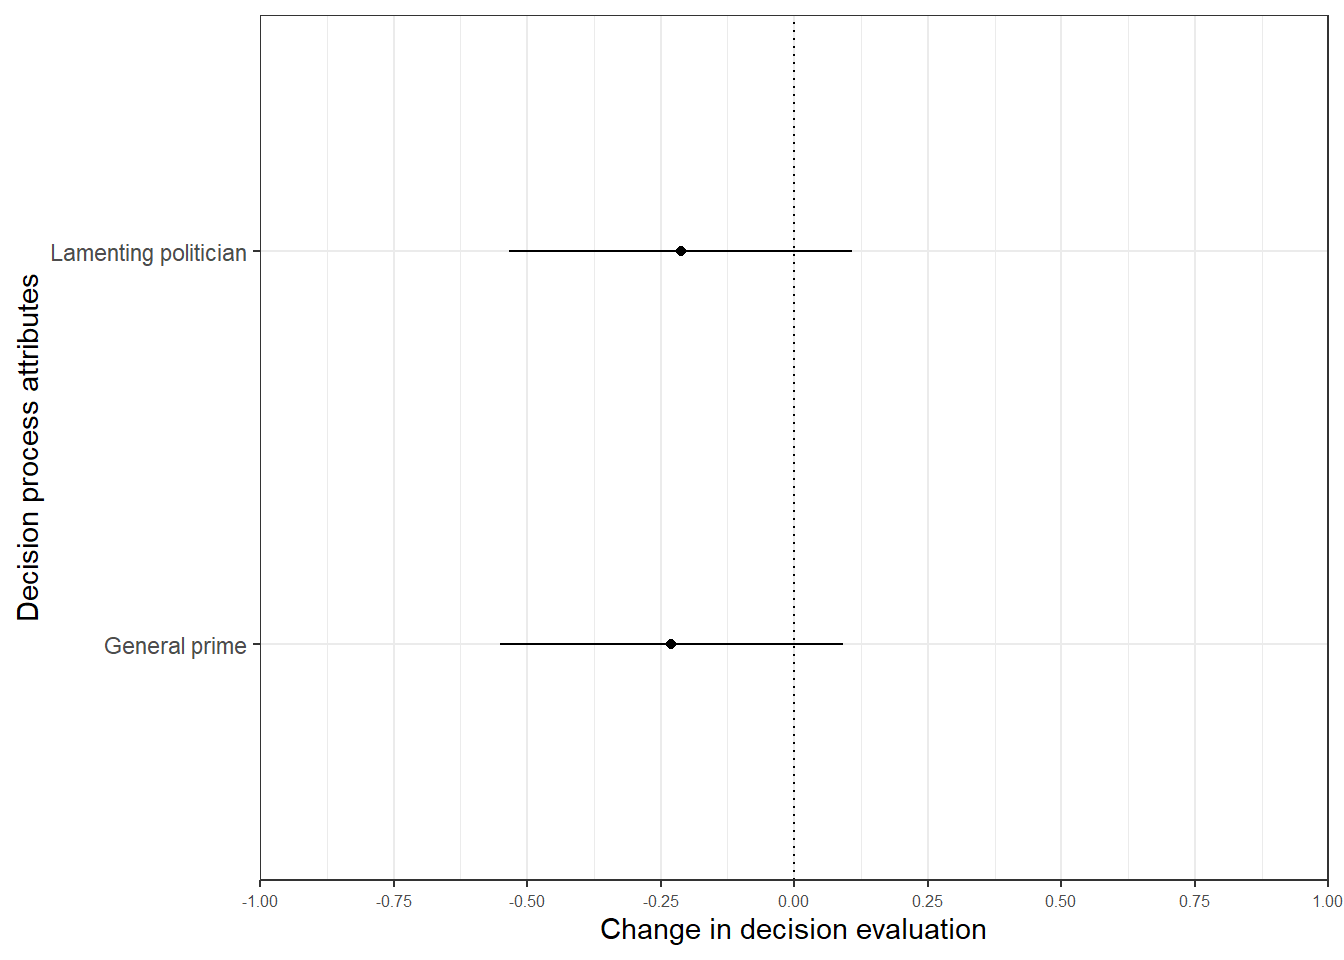 Decision process attributes
Lamenting politician
General prime
-1.00 -0.75 -0.50 -0.25 0.00 0.25 0.50 0.75 1.00
Change in decision evaluation